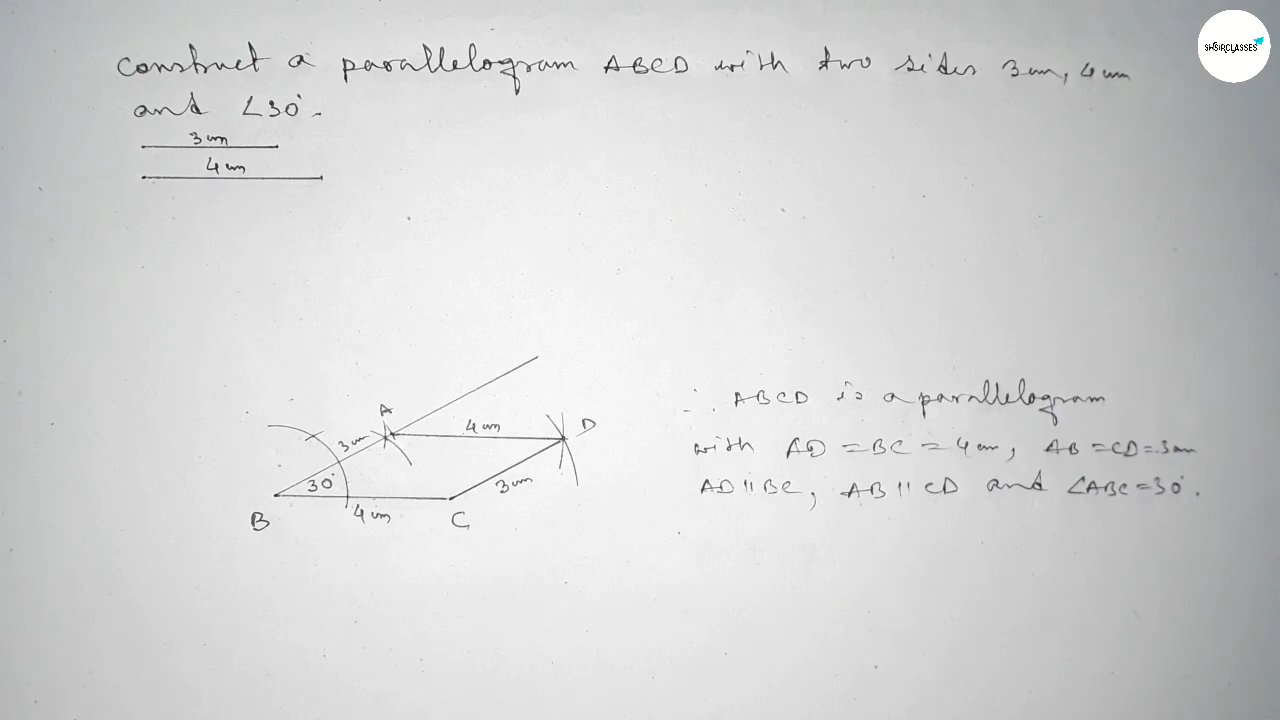 construct a parallelogram ABCD with two sides 3cm, 4cm
and ∠30°.
3cm
4cm
SHSIRCLASSES
A
D
3cm
4cm
30°
3cm
B
4cm
C
∴ ABCD is a parallelogram
with AD = BC = 4cm, AB = CD = 3cm
AD || BC, AB || CD and ∠ABC = 30°.